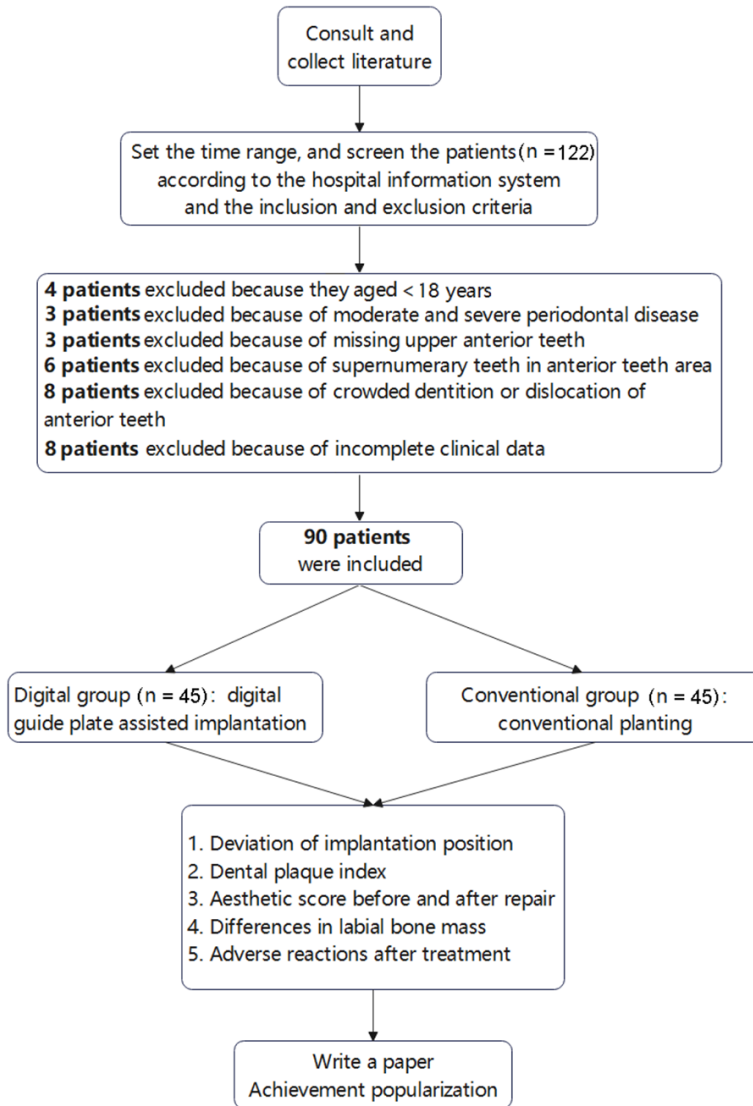 Consult and
collect literature
Set the time range, and screen the patients(n =122)
according to the hospital information system
and the inclusion and exclusion criteria
4 patients excluded because they aged < 18 years
3 patients excluded because of moderate and severe periodontal disease
3 patients excluded because of missing upper anterior teeth
6 patients excluded because of supernumerary teeth in anterior teeth area
8 patients excluded because of crowded dentition or dislocation of
anterior teeth
8 patients excluded because of incomplete clinical data
90 patients
were included
Digital group (n = 45): digital
guide plate assisted implantation
Conventional group (n = 45):
conventional planting
1. Deviation of implantation position
2. Dental plaque index
3. Aesthetic score before and after repair
4. Differences in labial bone mass
5. Adverse reactions after treatment
Write a paper
Achievement popularization